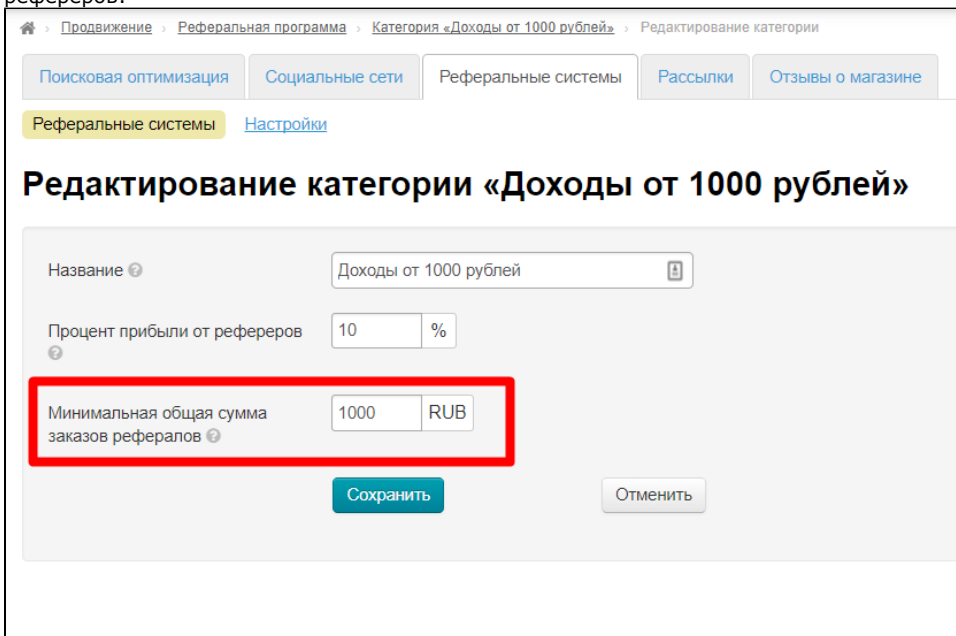 рефереров.
Продвижение › Реферальная программа › Категория «Доходы от 1000 рублей» › Редактирование категории
Поисковая оптимизация Социальные сети Реферальные системы Рассылки Отзывы о магазине
Реферальные системы Настройки
Редактирование категории «Доходы от 1000 рублей»
Название ? Доходы от 1000 рублей
Процент прибыли от рефереров 10 %
?
Минимальная общая сумма 1000 RUB
заказов рефералов ?
Сохранить Отменить